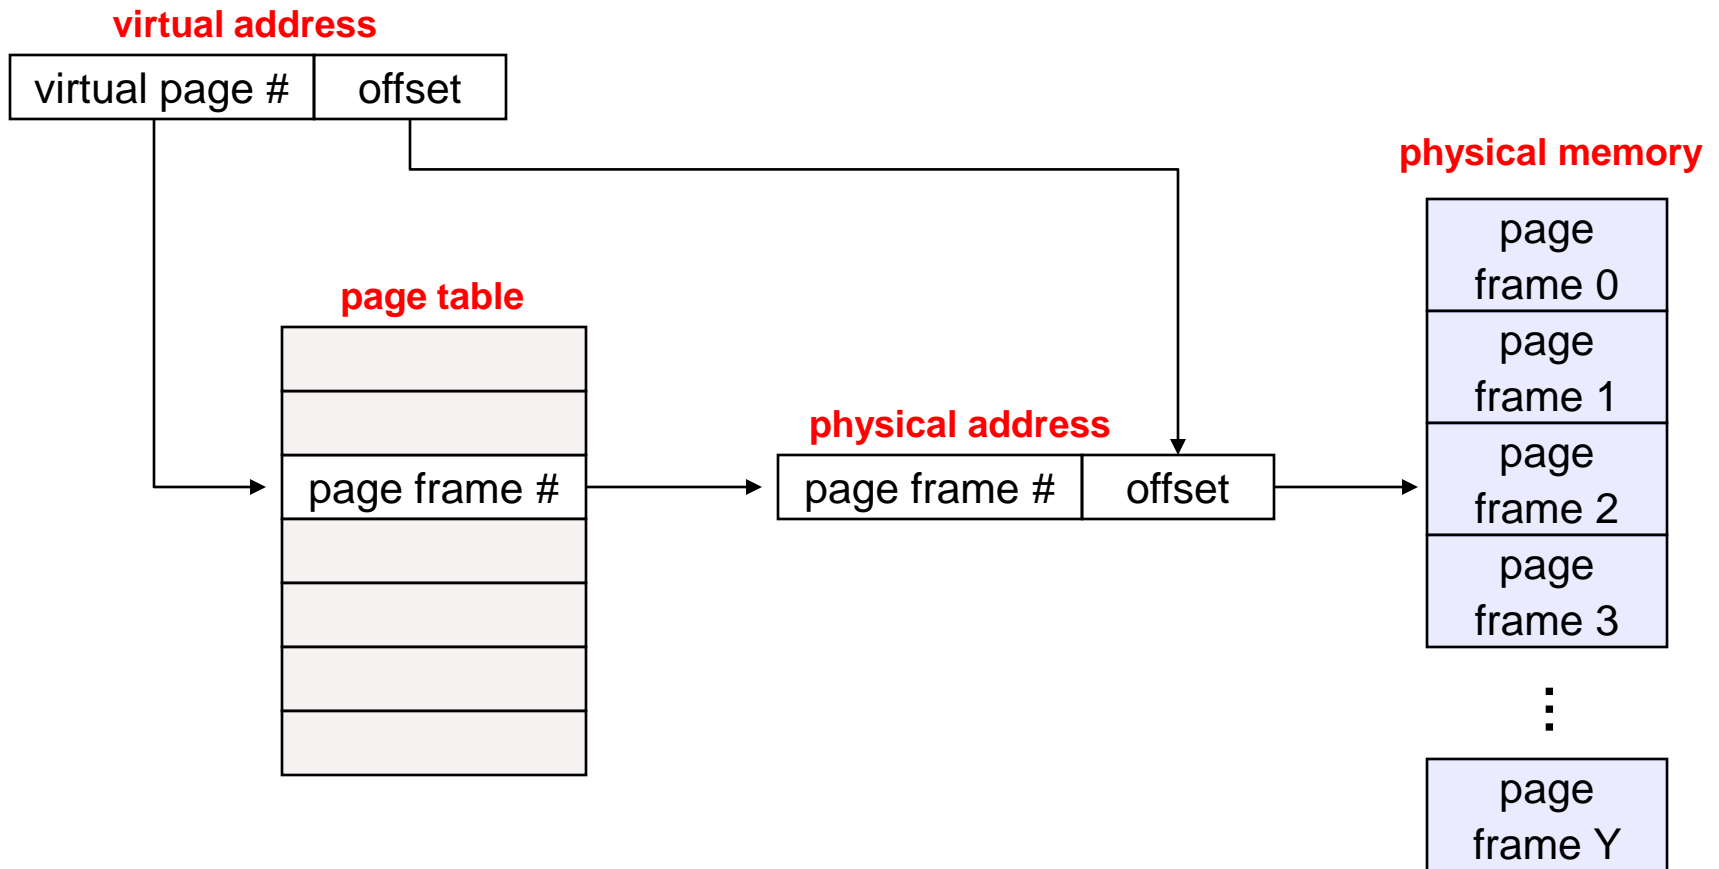 virtual address
virtual page #
offset
physical memory
page
frame 0
page
frame 1
page
frame 2
page
frame 3
⋮
page
frame Y
page table
page frame #
physical address
page frame #
offset